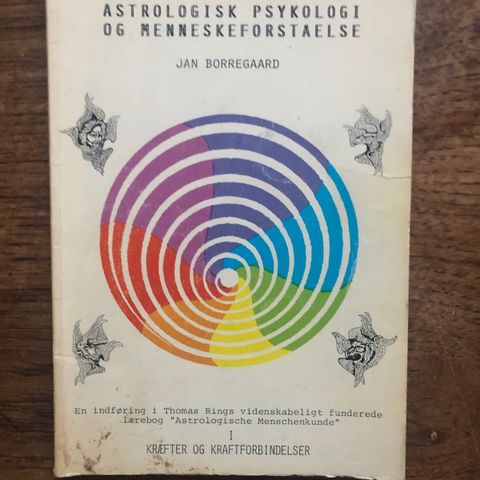 ASTROLOGISK PSYKOLOGI
OG MENNESKEFORSTAELSE
JAN BORREGAARD
En indføring i Thomas Rings videnskabeligt funderede
lærebog "Astrologische Menschenkunde"
I
KRÆFTER OG KRAFTFORBINDELSER